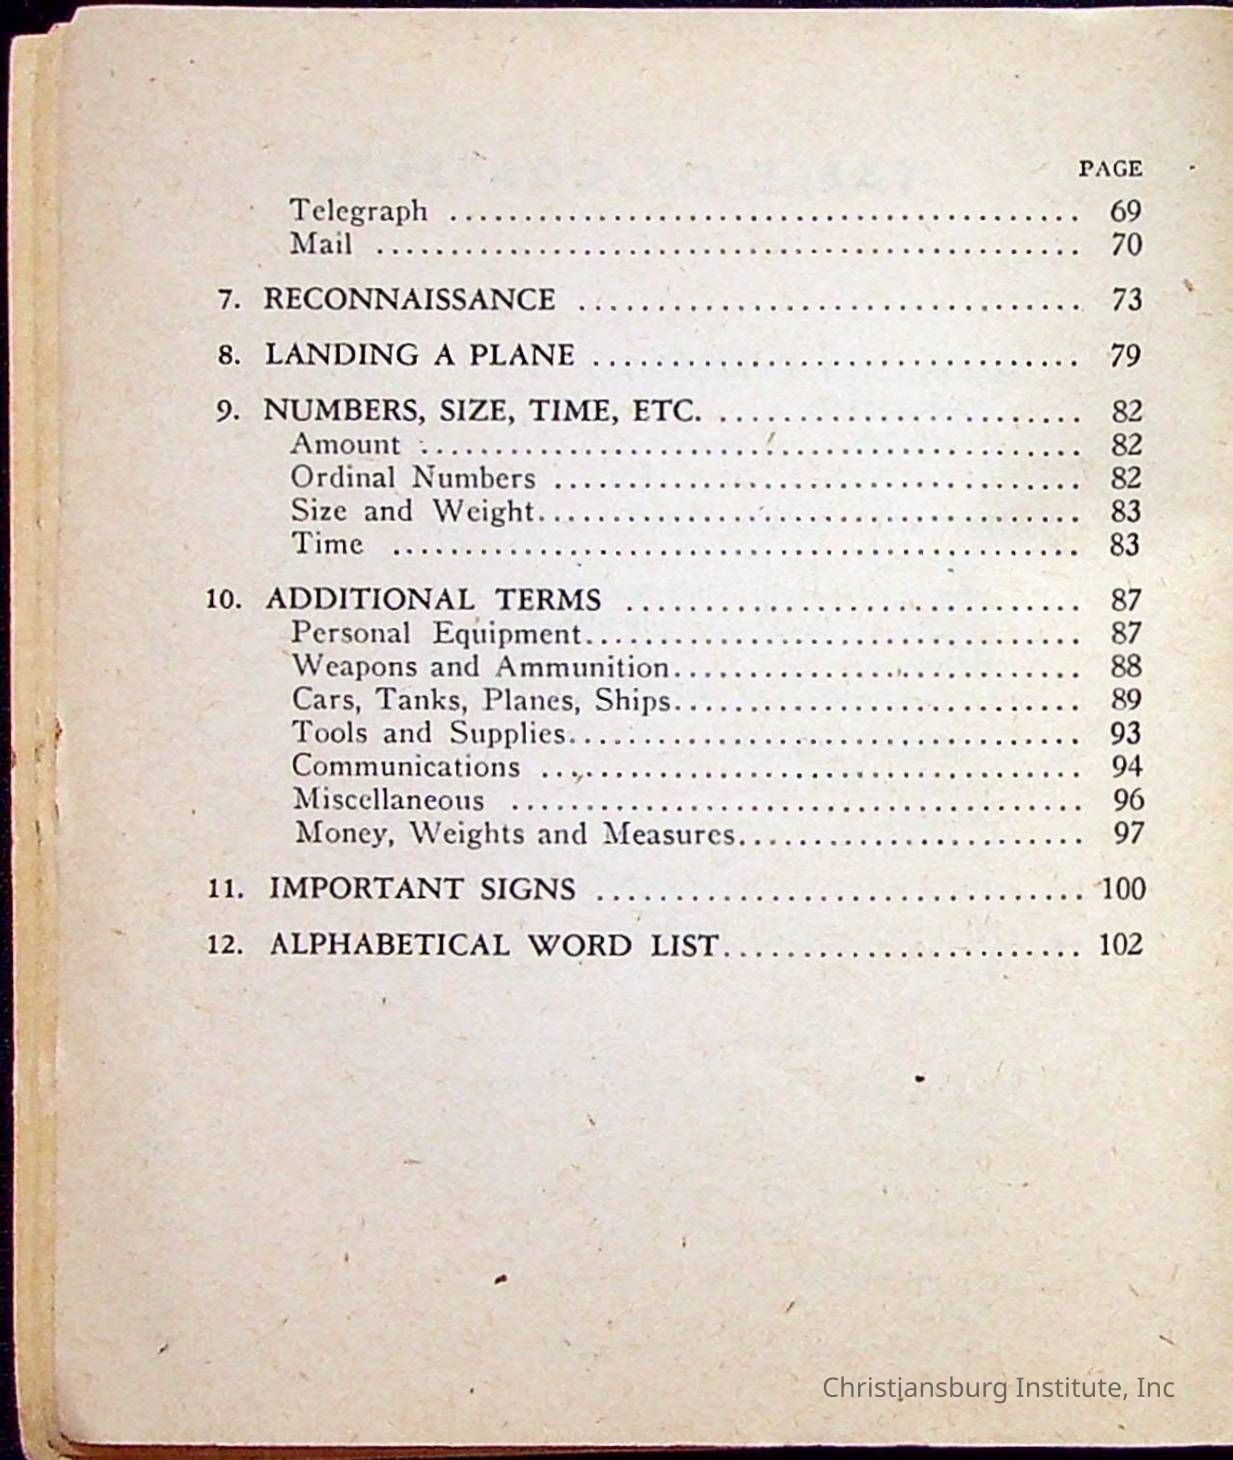 PAGE
Telegraph ........................................... 69
Mail ................................................ 70
7. RECONNAISSANCE ................................. 73
8. LANDING A PLANE ................................ 79
9. NUMBERS, SIZE, TIME, ETC. ........................ 82
Amount ............................................. 82
Ordinal Numbers .................................... 82
Size and Weight..................................... 83
Time ............................................... 83
10. ADDITIONAL TERMS .............................. 87
Personal Equipment.................................. 87
Weapons and Ammunition............................ 88
Cars, Tanks, Planes, Ships............................ 89
Tools and Supplies................................... 93
Communications ..................................... 94
Miscellaneous ....................................... 96
Money, Weights and Measures........................ 97
11. IMPORTANT SIGNS ................................ 100
12. ALPHABETICAL WORD LIST........................ 102
Christiansburg Institute, Inc